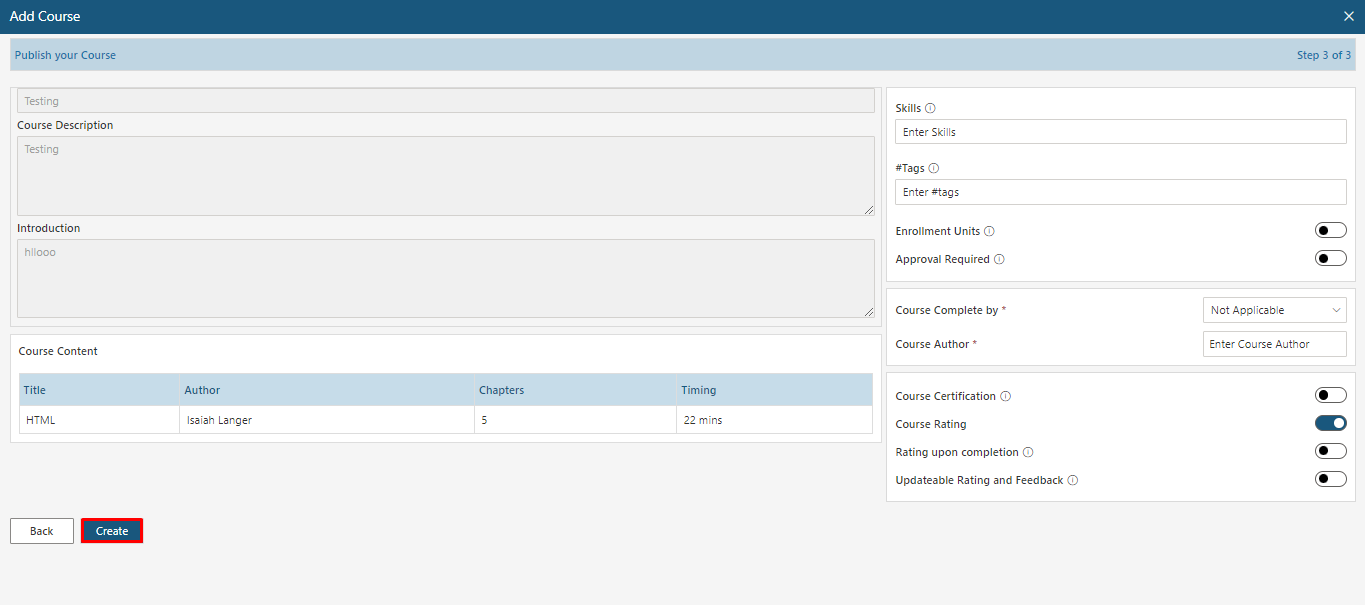 Add Course
Publish your Course Step 3 of 3
Testing
Course Description
Testing
Introduction
hllooo
Course Content
Title Author Chapters Timing
HTML Isaiah Langer 5 22 mins
Skills
Enter Skills
#Tags
Enter #tags
Enrollment Units
Approval Required
Course Complete by * Not Applicable
Course Author * Enter Course Author
Course Certification
Course Rating
Rating upon completion
Updateable Rating and Feedback
Back Create